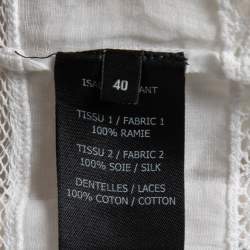 40
TISSU 1 / FABRIC 1
100% RAMIE
TISSU 2 / FABRIC 2
100% SOIE / SILK
DENTELLES / LACES
100% COTON / COTTON